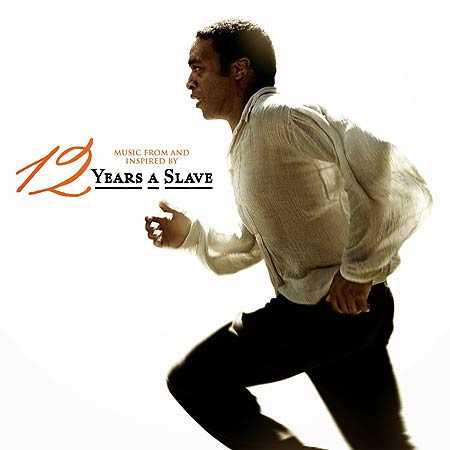 MUSIC FROM AND
INSPIRED BY
12 YEARS A SLAVE